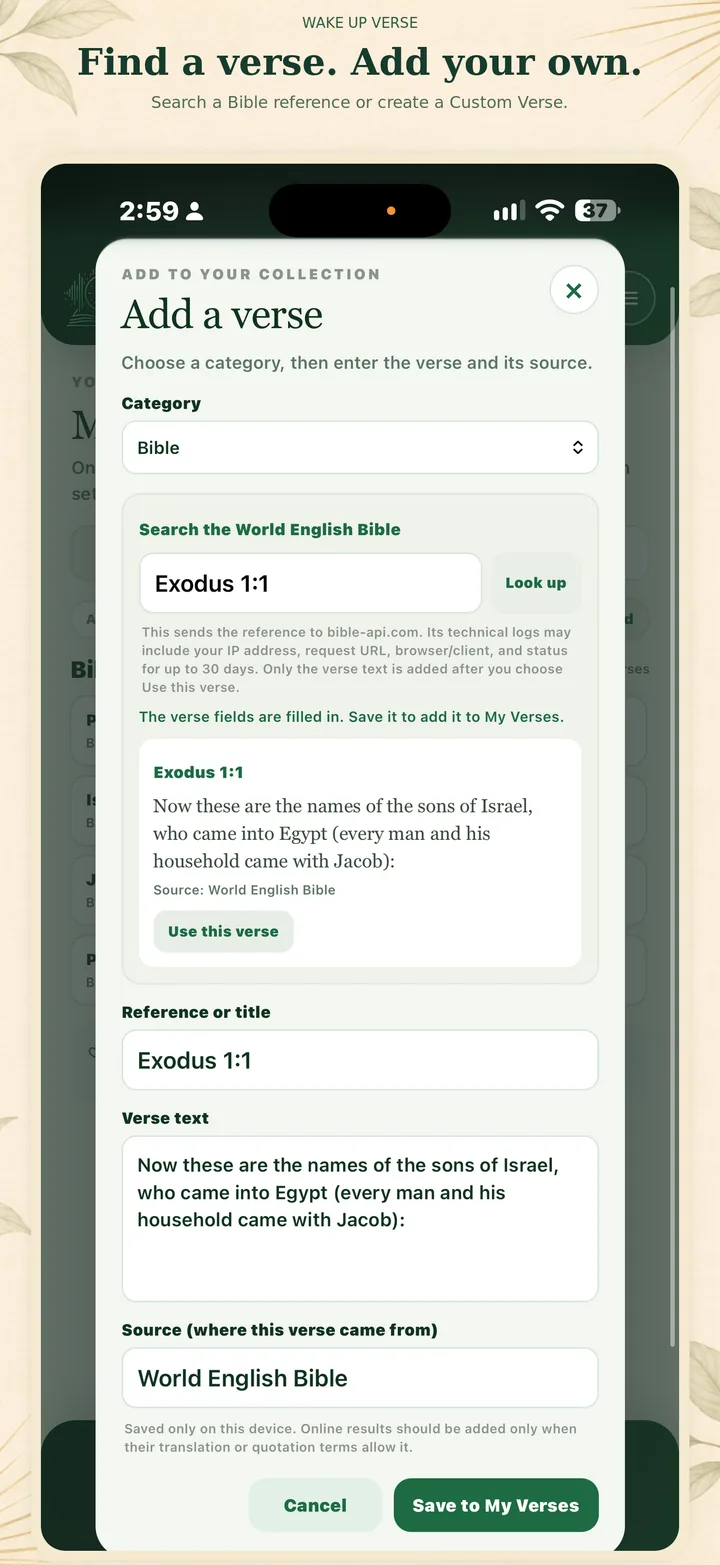 WAKE UP VERSE
Find a verse. Add your own.
Search a Bible reference or create a Custom Verse.
2:59
37
ADD TO YOUR COLLECTION
Add a verse
Choose a category, then enter the verse and its source.
Category
Bible
Search the World English Bible
Exodus 1:1
Look up
This sends the reference to bible-api.com. Its technical logs may
include your IP address, request URL, browser/client, and status
for up to 30 days. Only the verse text is added after you choose
Use this verse.
The verse fields are filled in. Save it to add it to My Verses.
Exodus 1:1
Now these are the names of the sons of Israel,
who came into Egypt (every man and his
household came with Jacob):
Source: World English Bible
Use this verse
Reference or title
Exodus 1:1
Verse text
Now these are the names of the sons of Israel,
who came into Egypt (every man and his
household came with Jacob):
Source (where this verse came from)
World English Bible
Saved only on this device. Online results should be added only when
their translation or quotation terms allow it.
Cancel
Save to My Verses